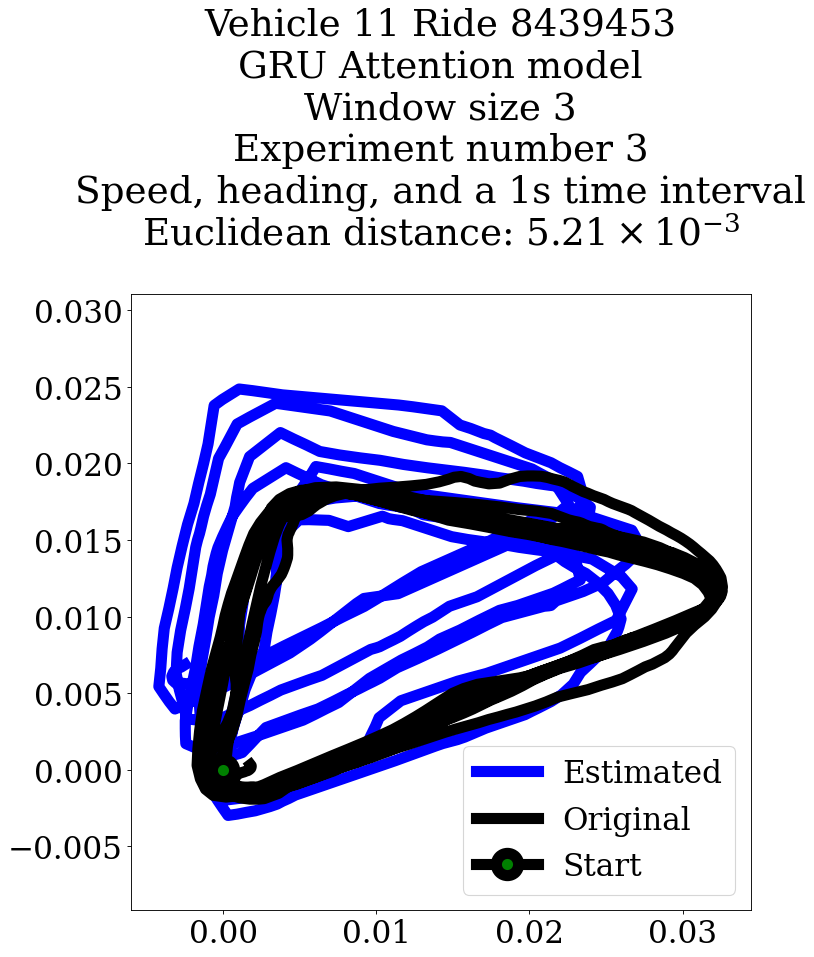 Vehicle 11 Ride 8439453
GRU Attention model
Window size 3
Experiment number 3
Speed, heading, and a 1s time interval
Euclidean distance: 5.21 × 10⁻³
0.030
0.025
0.020
0.015
0.010
0.005
0.000
−0.005
Estimated
Original
Start
0.00 0.01 0.02 0.03